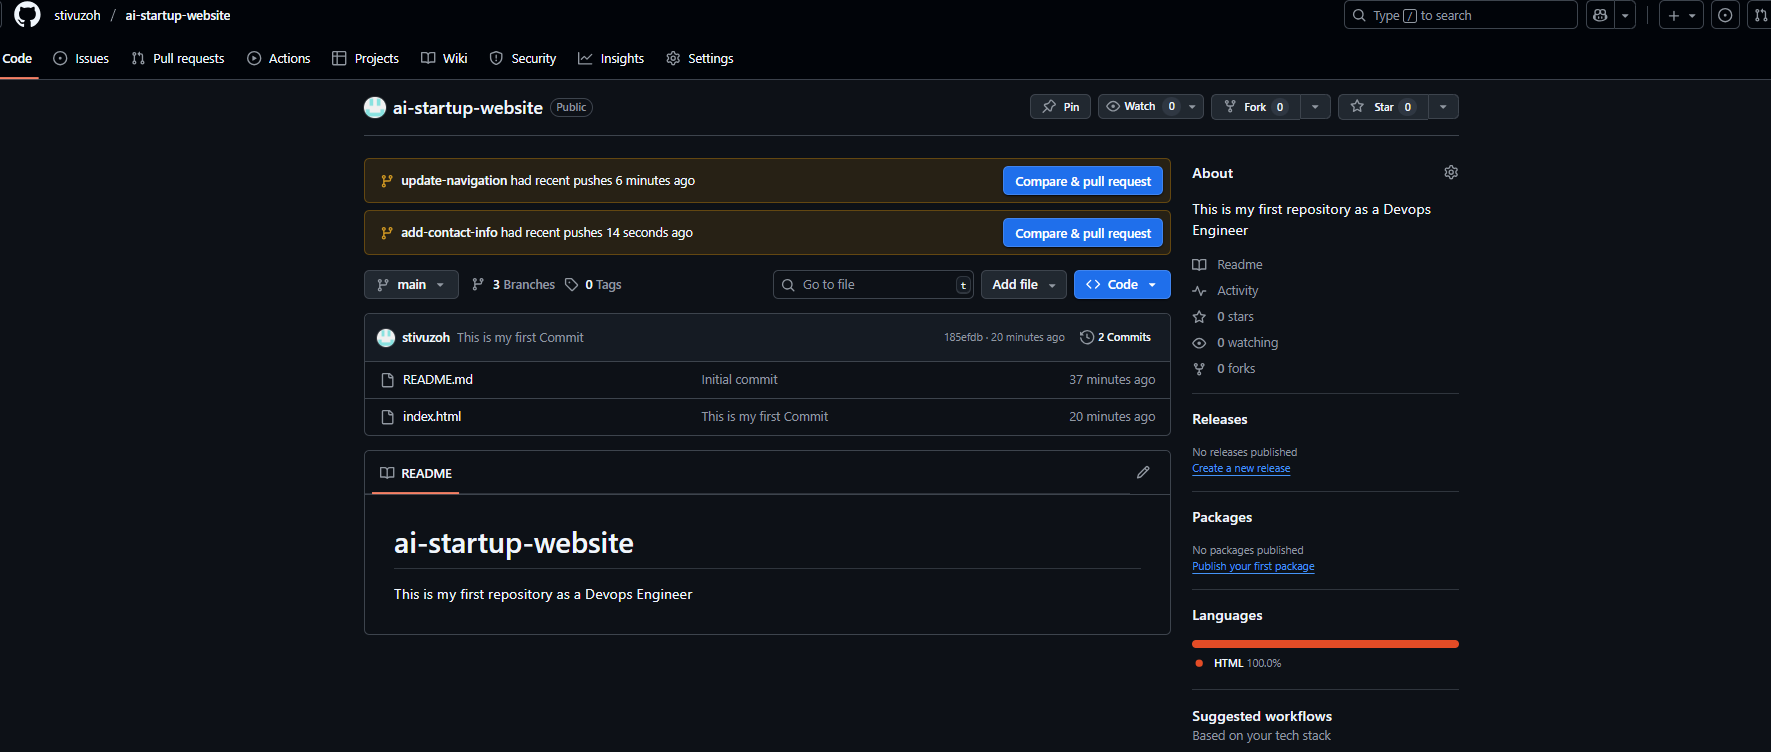 stivuzoh / ai-startup-website
Type / to search
Code Issues Pull requests Actions Projects Wiki Security Insights Settings
ai-startup-website Public
Pin Watch 0 Fork 0 Star 0
update-navigation had recent pushes 6 minutes ago
Compare & pull request
add-contact-info had recent pushes 14 seconds ago
Compare & pull request
main 3 Branches 0 Tags
Go to file t Add file Code
stivuzoh This is my first Commit 185efdb · 20 minutes ago 2 Commits
README.md Initial commit 37 minutes ago
index.html This is my first Commit 20 minutes ago
README
ai-startup-website
This is my first repository as a Devops Engineer
About
This is my first repository as a Devops
Engineer
Readme
Activity
0 stars
0 watching
0 forks
Releases
No releases published
Create a new release
Packages
No packages published
Publish your first package
Languages
HTML 100.0%
Suggested workflows
Based on your tech stack